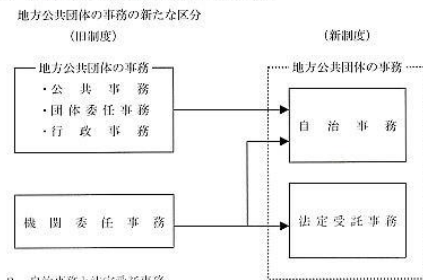 地方公共団体の事務の新たな区分
(旧制度) (新制度)
地方公共団体の事務
・公共事務
・団体委任事務
・行政事務
機関委任事務
地方公共団体の事務
自治事務
法定受託事務